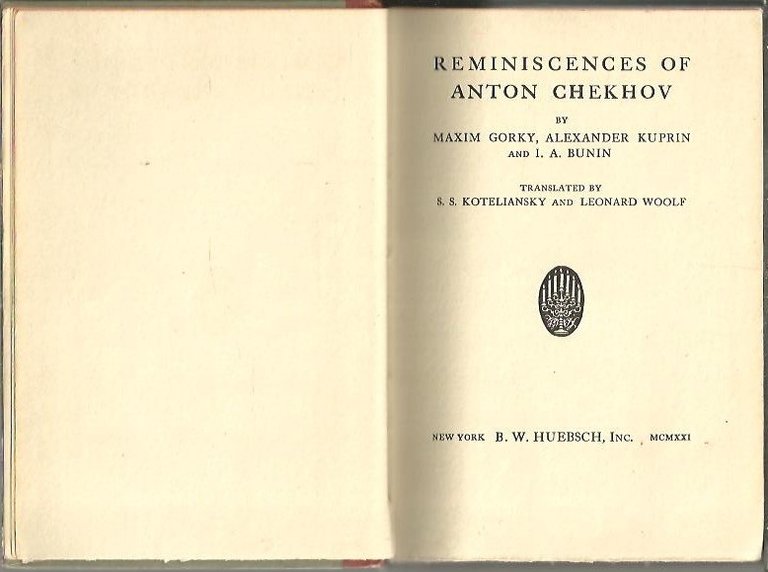 REMINISCENCES OF
ANTON CHEKHOV
BY
MAXIM GORKY, ALEXANDER KUPRIN
AND I. A. BUNIN
TRANSLATED BY
S. S. KOTELIANSKY AND LEONARD WOOLF
NEW YORK B. W. HUEBSCH, INC. MCMXXI